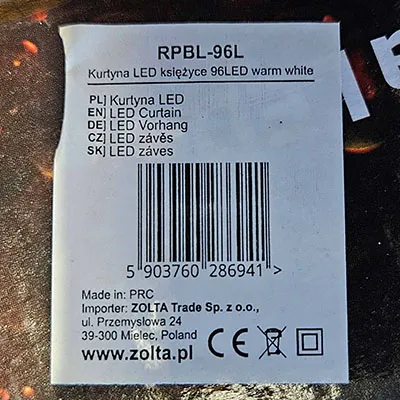 RPBL-96L
Kurtyna LED księżyce 96LED warm white
PL] Kurtyna LED
EN] LED Curtain
DE] LED Vorhang
CZ] LED závěs
SK] LED záves
5 903760 286941 >
Made in: PRC
Importer: ZOLTA Trade Sp. z o.o.,
ul. Przemysłowa 24
39-300 Mielec, Poland
www.zolta.pl CE